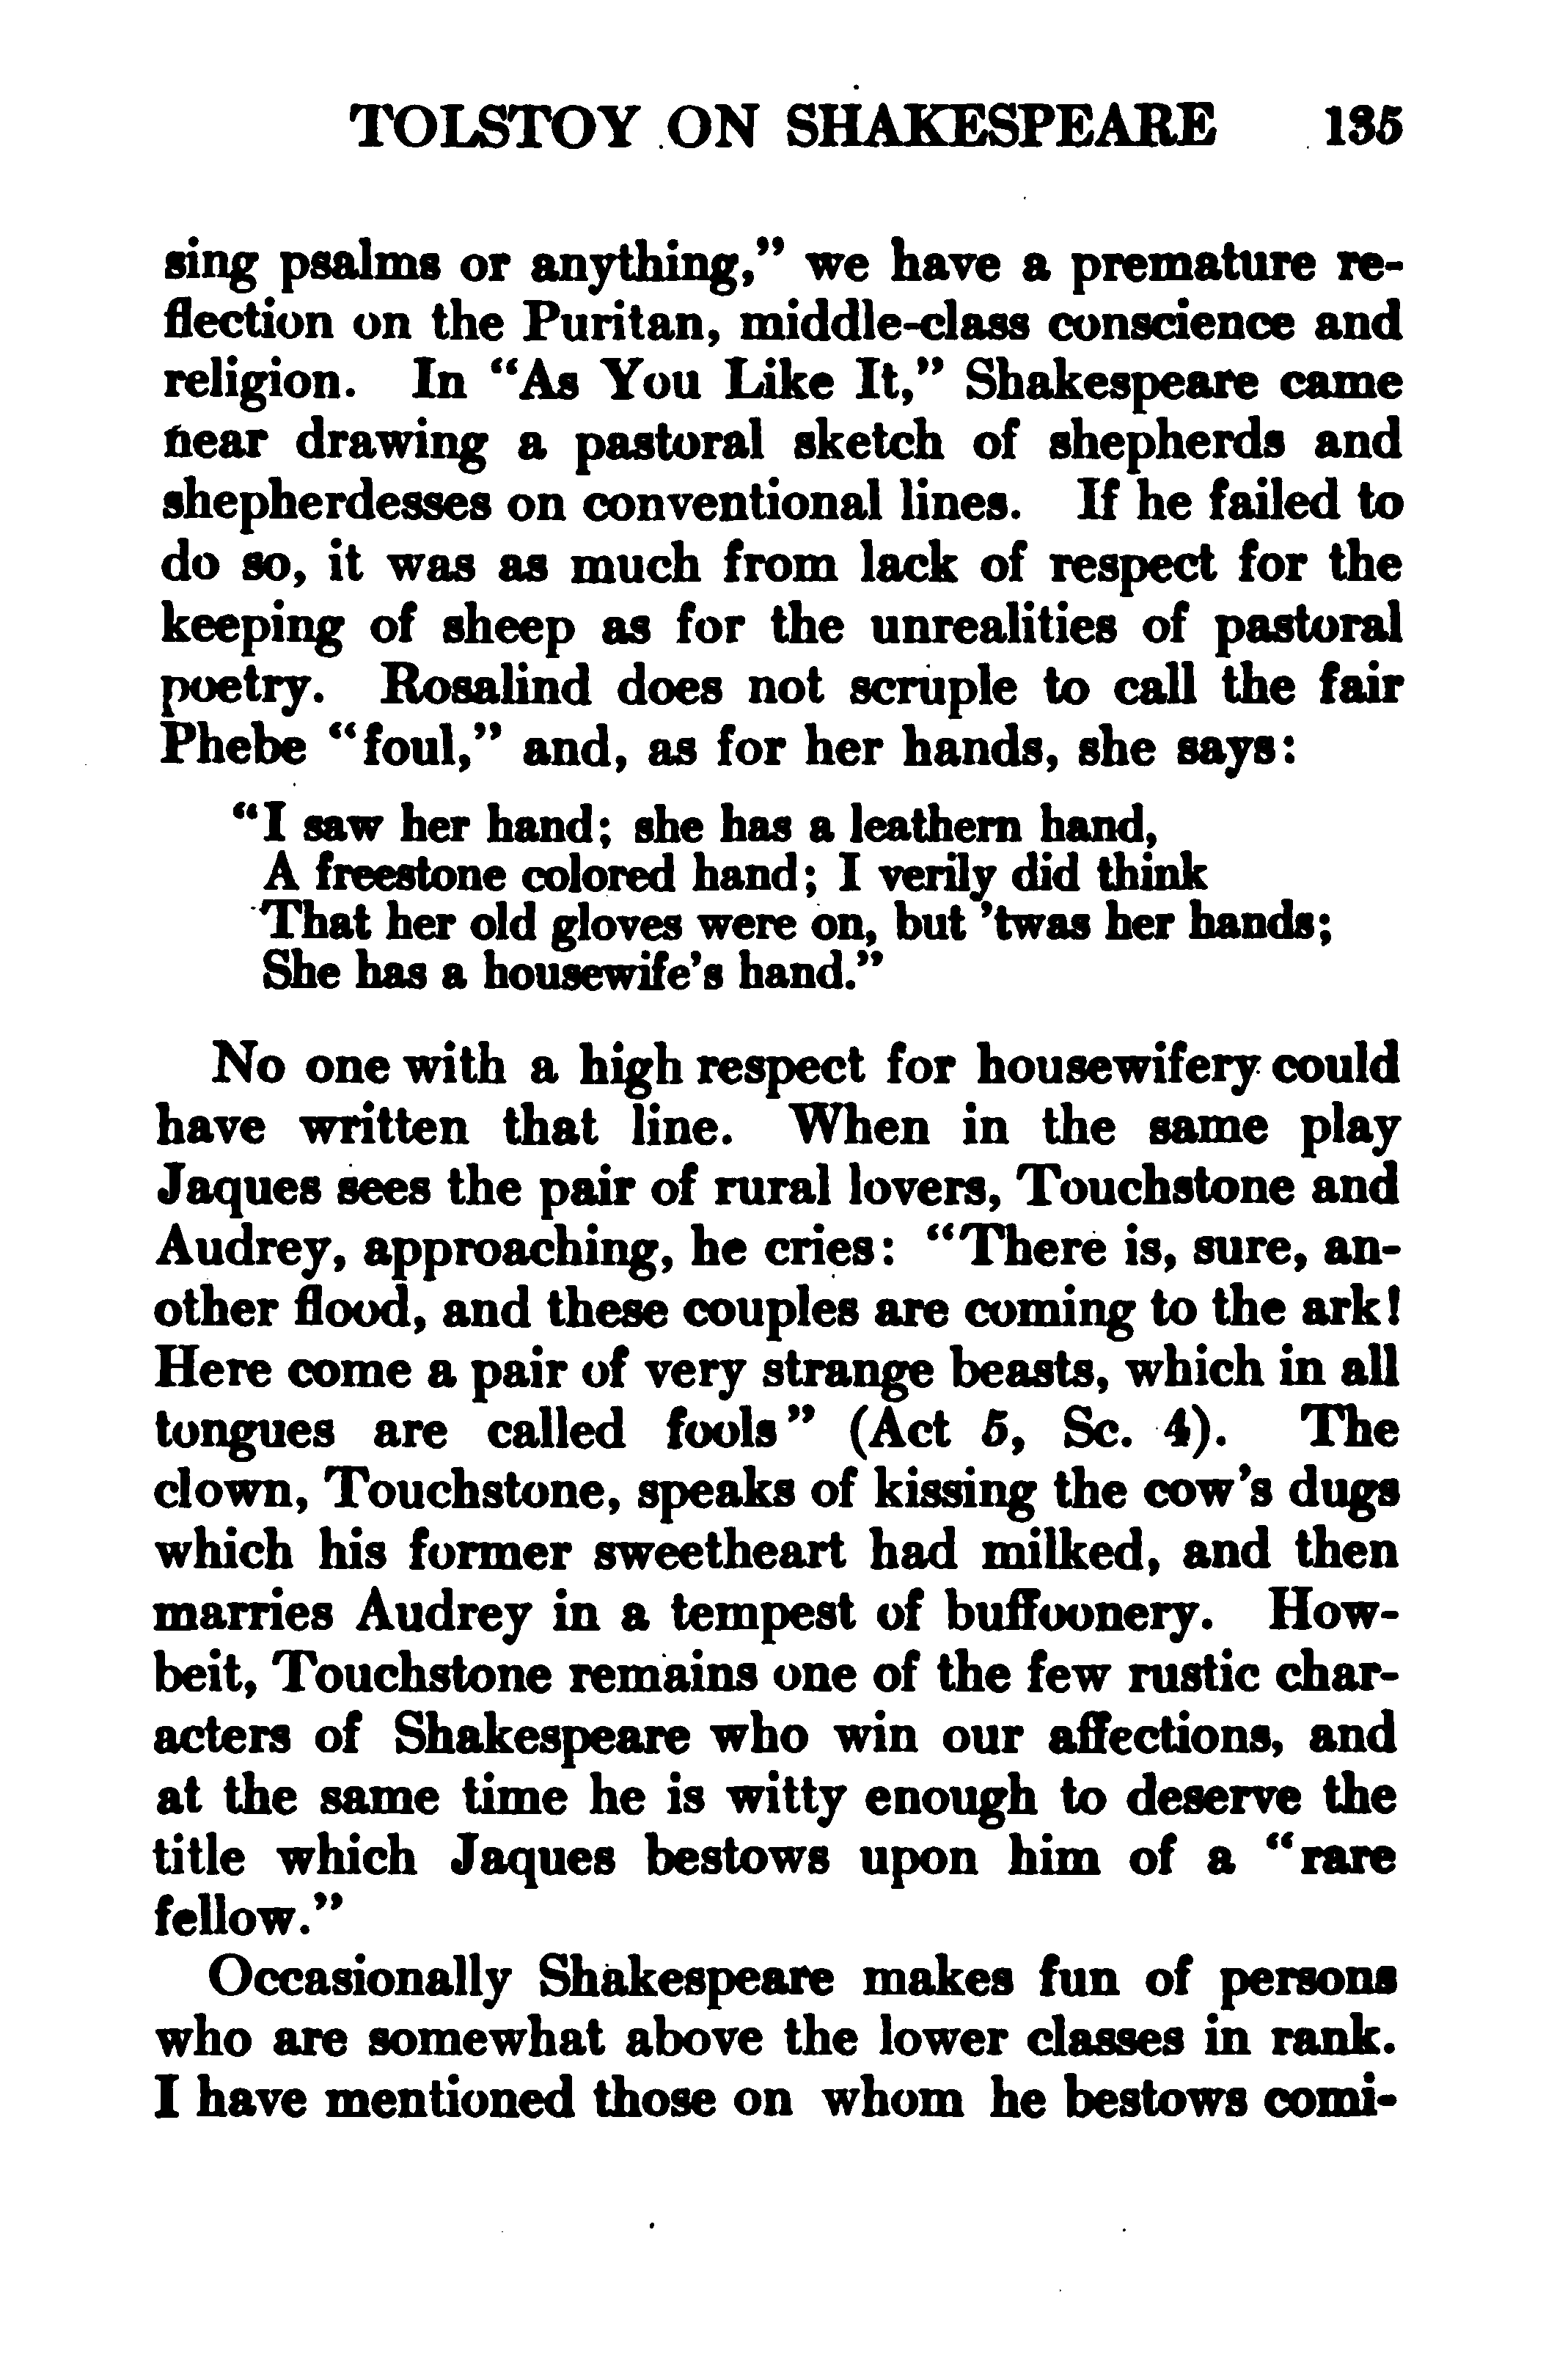 TOLSTOY ON SHAKESPEARE 135
sing psalms or anything,” we have a premature re-
flection on the Puritan, middle-class conscience and
religion. In “As You Like It,” Shakespeare came
near drawing a pastoral sketch of shepherds and
shepherdesses on conventional lines. If he failed to
do so, it was as much from lack of respect for the
keeping of sheep as for the unrealities of pastoral
poetry. Rosalind does not scruple to call the fair
Phebe “foul,” and, as for her hands, she says:
“I saw her hand; she has a leathern hand,
A freestone colored hand; I verily did think
That her old gloves were on, but ’twas her hands;
She has a housewife’s hand.”
No one with a high respect for housewifery could
have written that line. When in the same play
Jaques sees the pair of rural lovers, Touchstone and
Audrey, approaching, he cries: “There is, sure, an-
other flood, and these couples are coming to the ark!
Here come a pair of very strange beasts, which in all
tongues are called fools” (Act 5, Sc. 4). The
clown, Touchstone, speaks of kissing the cow’s dugs
which his former sweetheart had milked, and then
marries Audrey in a tempest of buffoonery. How-
beit, Touchstone remains one of the few rustic char-
acters of Shakespeare who win our affections, and
at the same time he is witty enough to deserve the
title which Jaques bestows upon him of a “rare
fellow.”
Occasionally Shakespeare makes fun of persons
who are somewhat above the lower classes in rank.
I have mentioned those on whom he bestows comi-